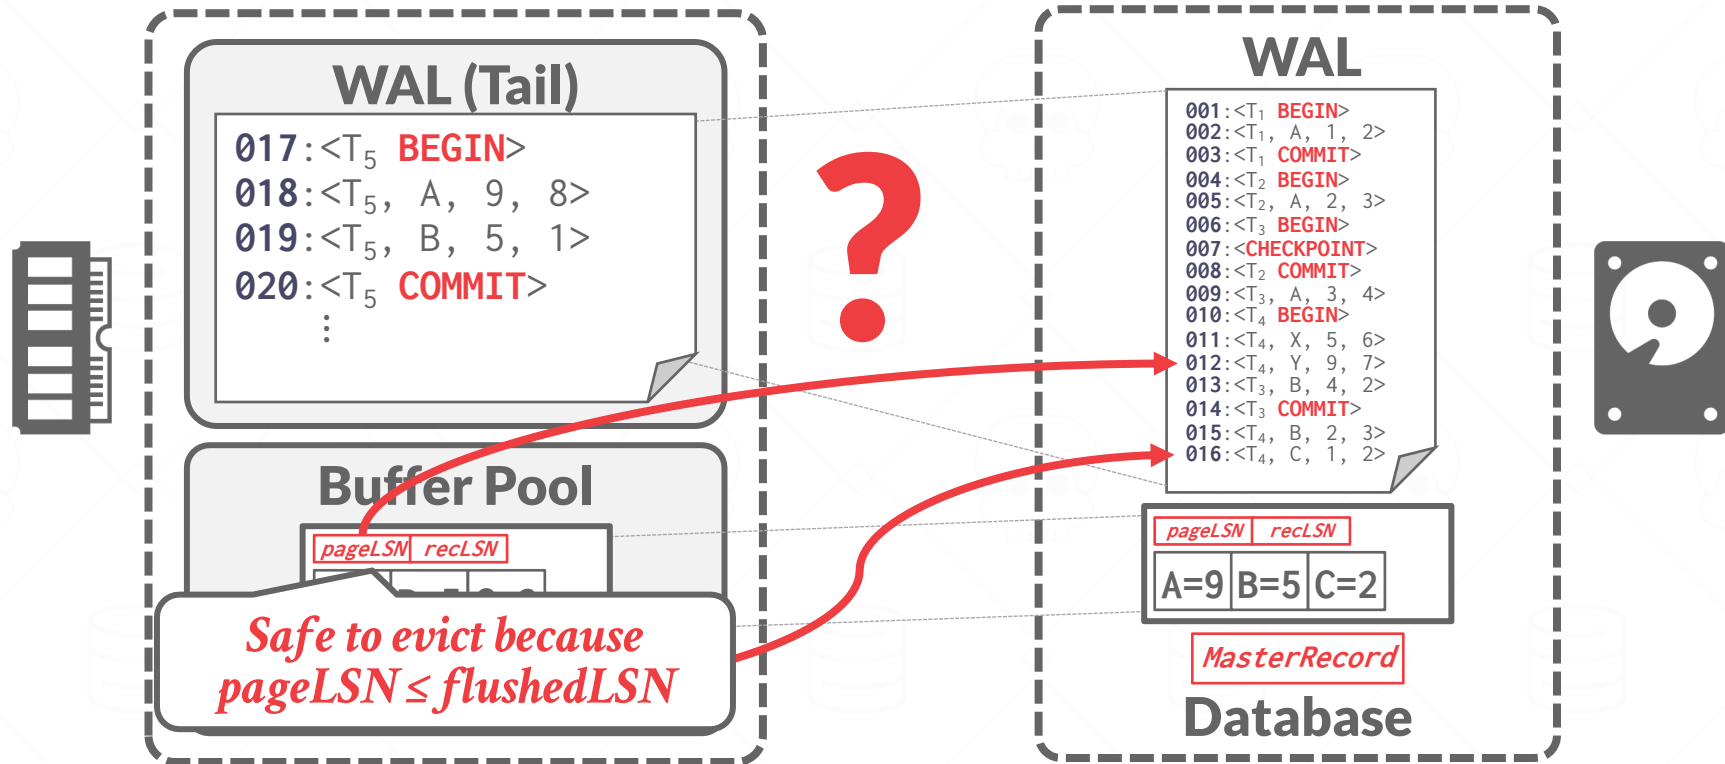 WAL (Tail)
017:<T₅ BEGIN>
018:<T₅, A, 9, 8>
019:<T₅, B, 5, 1>
020:<T₅ COMMIT>
⋮
Buffer Pool
pageLSN recLSN
Safe to evict because
pageLSN ≤ flushedLSN
?
WAL
001:<T₁ BEGIN>
002:<T₁, A, 1, 2>
003:<T₁ COMMIT>
004:<T₂ BEGIN>
005:<T₂, A, 2, 3>
006:<T₃ BEGIN>
007:<CHECKPOINT>
008:<T₂ COMMIT>
009:<T₃, A, 3, 4>
010:<T₄ BEGIN>
011:<T₄, X, 5, 6>
012:<T₄, Y, 9, 7>
013:<T₃, B, 4, 2>
014:<T₃ COMMIT>
015:<T₄, B, 2, 3>
016:<T₄, C, 1, 2>
pageLSN recLSN
A=9 B=5 C=2
MasterRecord
Database